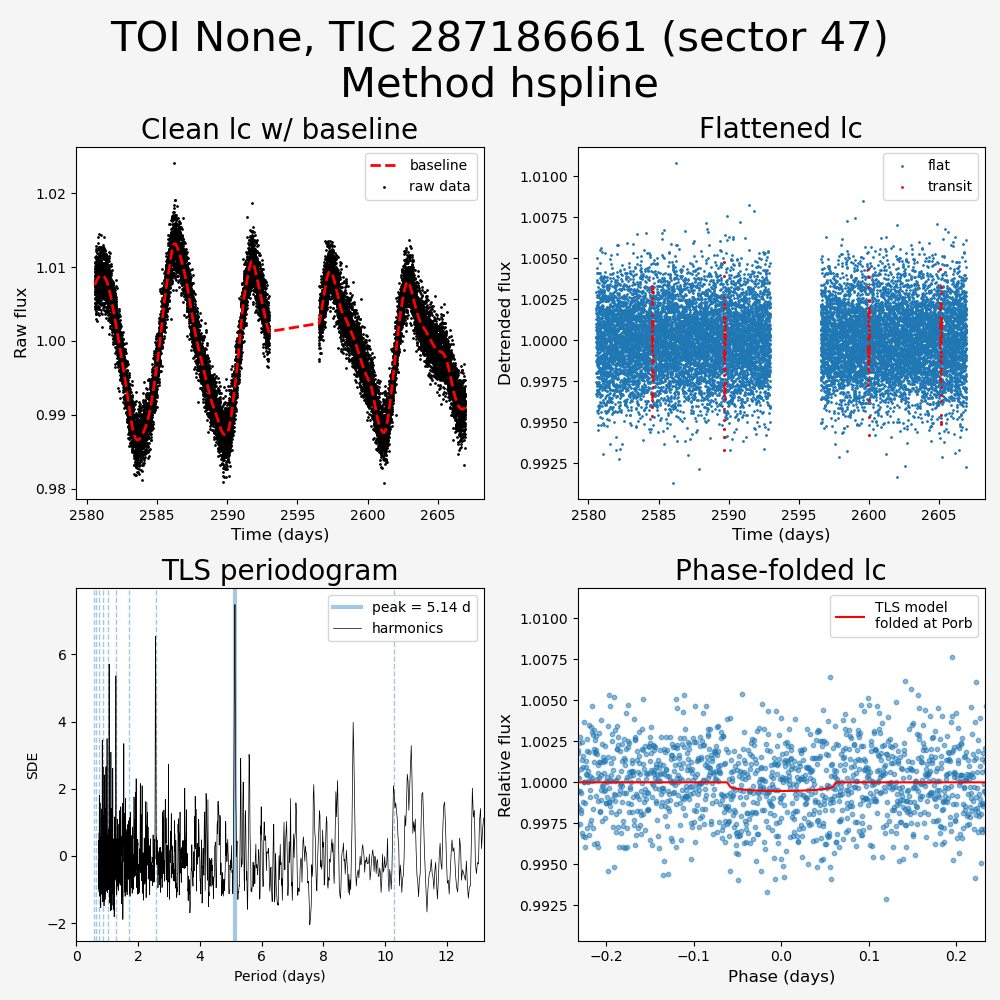 TOI None, TIC 287186661 (sector 47)
Method hspline
Clean lc w/ baseline
Flattened lc
baseline
raw data
flat
transit
1.02
1.01
1.00
0.99
0.98
Raw flux
2580
2585
2590
2595
2600
2605
Time (days)
1.0100
1.0075
1.0050
1.0025
1.0000
0.9975
0.9950
0.9925
Detrended flux
2580
2585
2590
2595
2600
2605
Time (days)
TLS periodogram
Phase-folded lc
peak = 5.14 d
harmonics
TLS model
folded at Porb
6
4
2
0
−2
SDE
0
2
4
6
8
10
12
Period (days)
1.0100
1.0075
1.0050
1.0025
1.0000
0.9975
0.9950
0.9925
Relative flux
−0.2
−0.1
0.0
0.1
0.2
Phase (days)